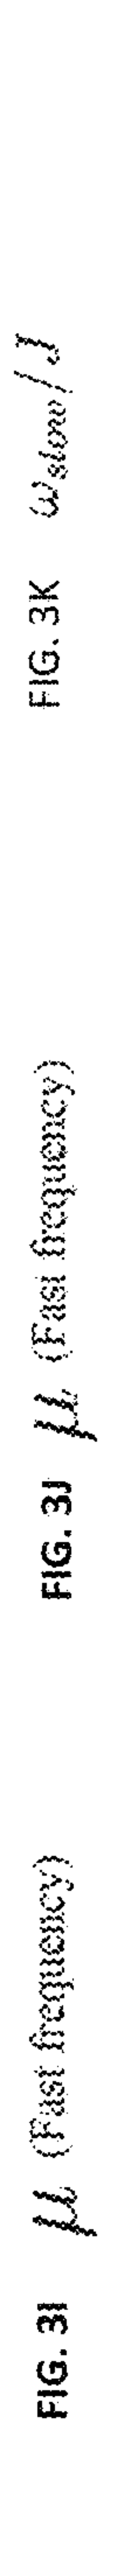 FIG. 3I μ (Fast frequency)
FIG. 3J μ (Fast frequency)
FIG. 3K ω_slow / J